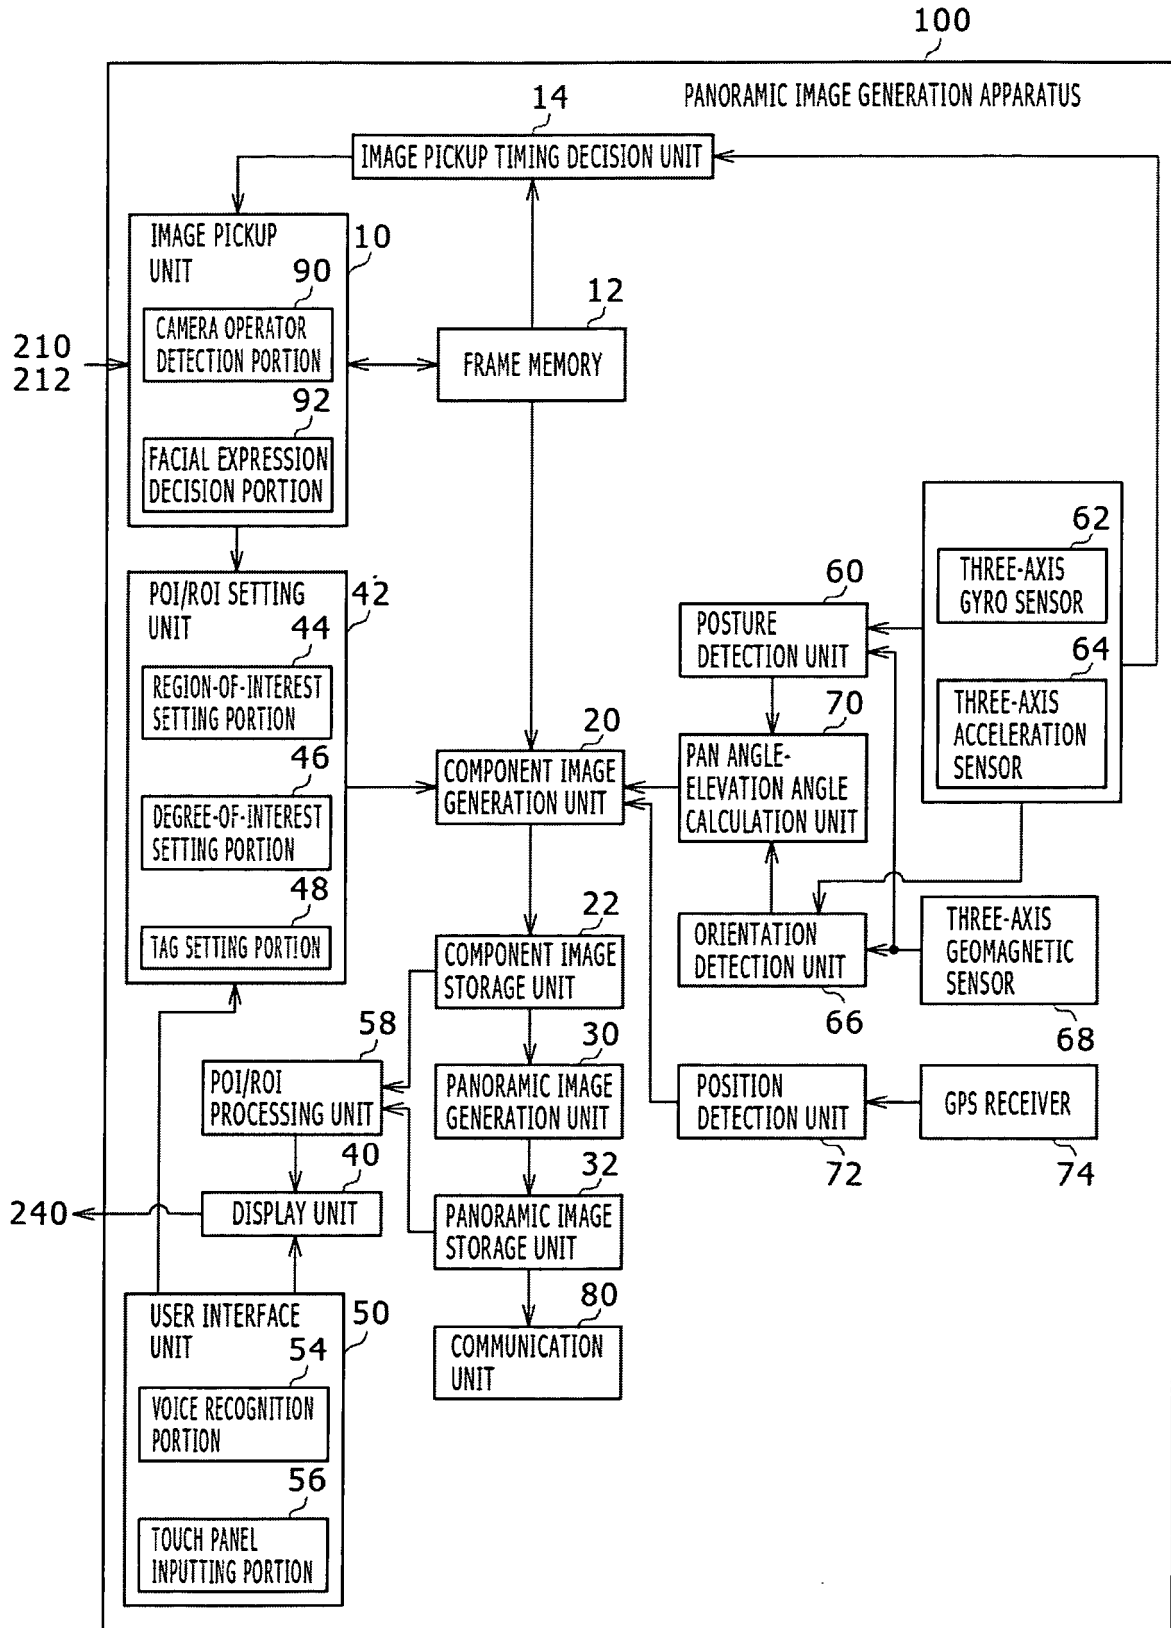 100
PANORAMIC IMAGE GENERATION APPARATUS
14
IMAGE PICKUP TIMING DECISION UNIT
IMAGE PICKUP
UNIT
10
90
CAMERA OPERATOR
DETECTION PORTION
210
212
92
FACIAL EXPRESSION
DECISION PORTION
12
FRAME MEMORY
POI/ROI SETTING
UNIT
42
44
REGION-OF-INTEREST
SETTING PORTION
46
DEGREE-OF-INTEREST
SETTING PORTION
48
TAG SETTING PORTION
60
POSTURE
DETECTION UNIT
62
THREE-AXIS
GYRO SENSOR
64
THREE-AXIS
ACCELERATION
SENSOR
20
COMPONENT IMAGE
GENERATION UNIT
70
PAN ANGLE-
ELEVATION ANGLE
CALCULATION UNIT
22
COMPONENT IMAGE
STORAGE UNIT
ORIENTATION
DETECTION UNIT
66
THREE-AXIS
GEOMAGNETIC
SENSOR
68
58
POI/ROI
PROCESSING UNIT
30
PANORAMIC IMAGE
GENERATION UNIT
POSITION
DETECTION UNIT
72
GPS RECEIVER
74
240
40
DISPLAY UNIT
32
PANORAMIC IMAGE
STORAGE UNIT
80
COMMUNICATION
UNIT
USER INTERFACE
UNIT
50
54
VOICE RECOGNITION
PORTION
56
TOUCH PANEL
INPUTTING PORTION